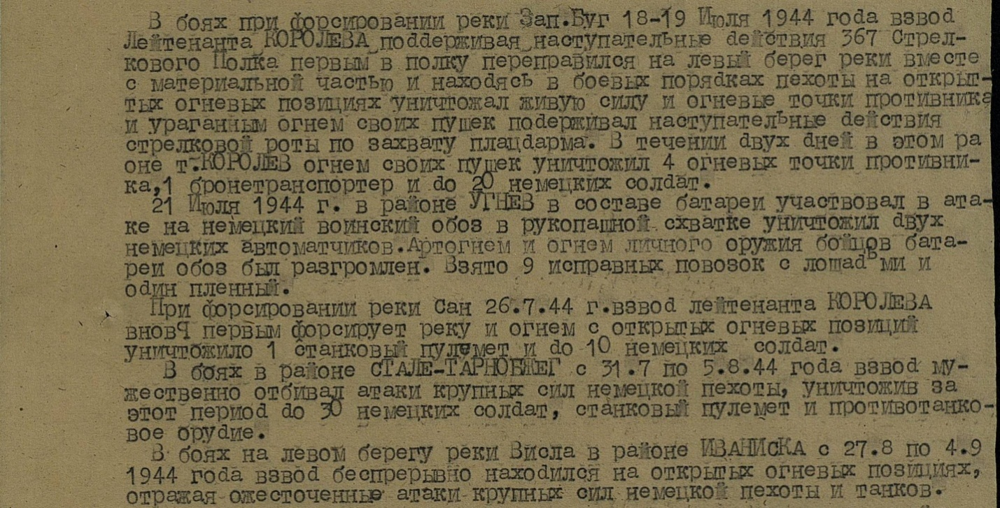 В боях при форсировании реки Зап.Буг 18-19 Июля 1944 года взвод
Лейтенанта КОРОЛЕВА поддерживая наступательные действия 367 Стрел-
кового Полка первым в полку переправился на левый берег реки вместе
с материальной частью и находясь в боевых порядках пехоты на открыт-
тых огневых позициях уничтожал живую силу и огневые точки противника
и ураганным огнем своих пушек подерживал наступательные действия
стрелковой роты по захвату плацдарма. В течении двух дней в этом ра
оне т.КОРОЛЕВ огнем своих пушек уничтожил 4 огневых точки противни-
ка,1 бронетранспортер и до 20 немецких солдат.
21 Июля 1944 г. в районе УГНЕВ в составе батареи участвовал в ата-
ке на немецкий воинский обоз в рукопашной схватке уничтожил двух
немецких автоматчиков.Артогнем и огнем личного оружия бойцов бата-
реи обоз был разгромлен. Взято 9 исправных повозок с лошадьми и
один пленный.
При форсировании реки Сан 26.7.44 г.взвод лейтенанта КОРОЛЕВА
вновЧ первым форсирует реку и огнем с открытых огневых позиций
уничтожило 1 станковый пулемет и до 10 немецких солдат.
В боях в районе СТАЛЕ-ТАРНОБЖЕГ с 31.7 по 5.8.44 года взвод му-
жественно отбивал атаки крупных сил немецкой пехоты, уничтожив за
этот период до 30 немецких солдат, станковый пулемет и противотанко-
вое орудие.
В боях на левом берегу реки Висла в районе ИВАНИсКА с 27.8 по 4.9
1944 года взвод беспрерывно находился на открытых огневых позициях,
отражая ожесточенные атаки крупных сил немецкой пехоты и танков.